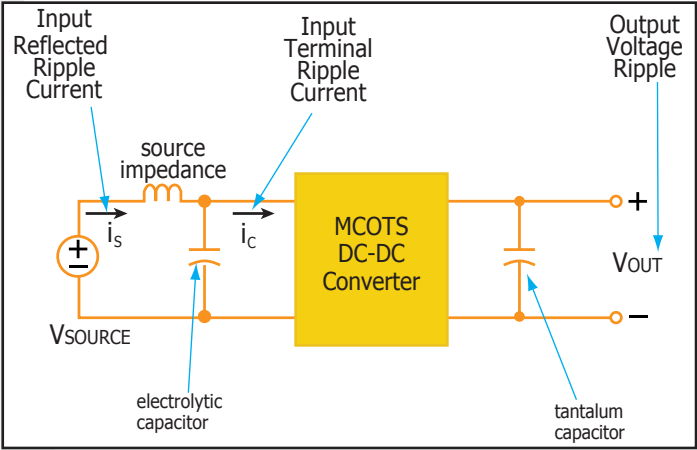 Input
Reflected
Ripple
Current
Input
Terminal
Ripple
Current
Output
Voltage
Ripple
source
impedance
iS
iC
+
−
MCOTS
DC-DC
Converter
+
VOUT
−
VSOURCE
electrolytic
capacitor
tantalum
capacitor